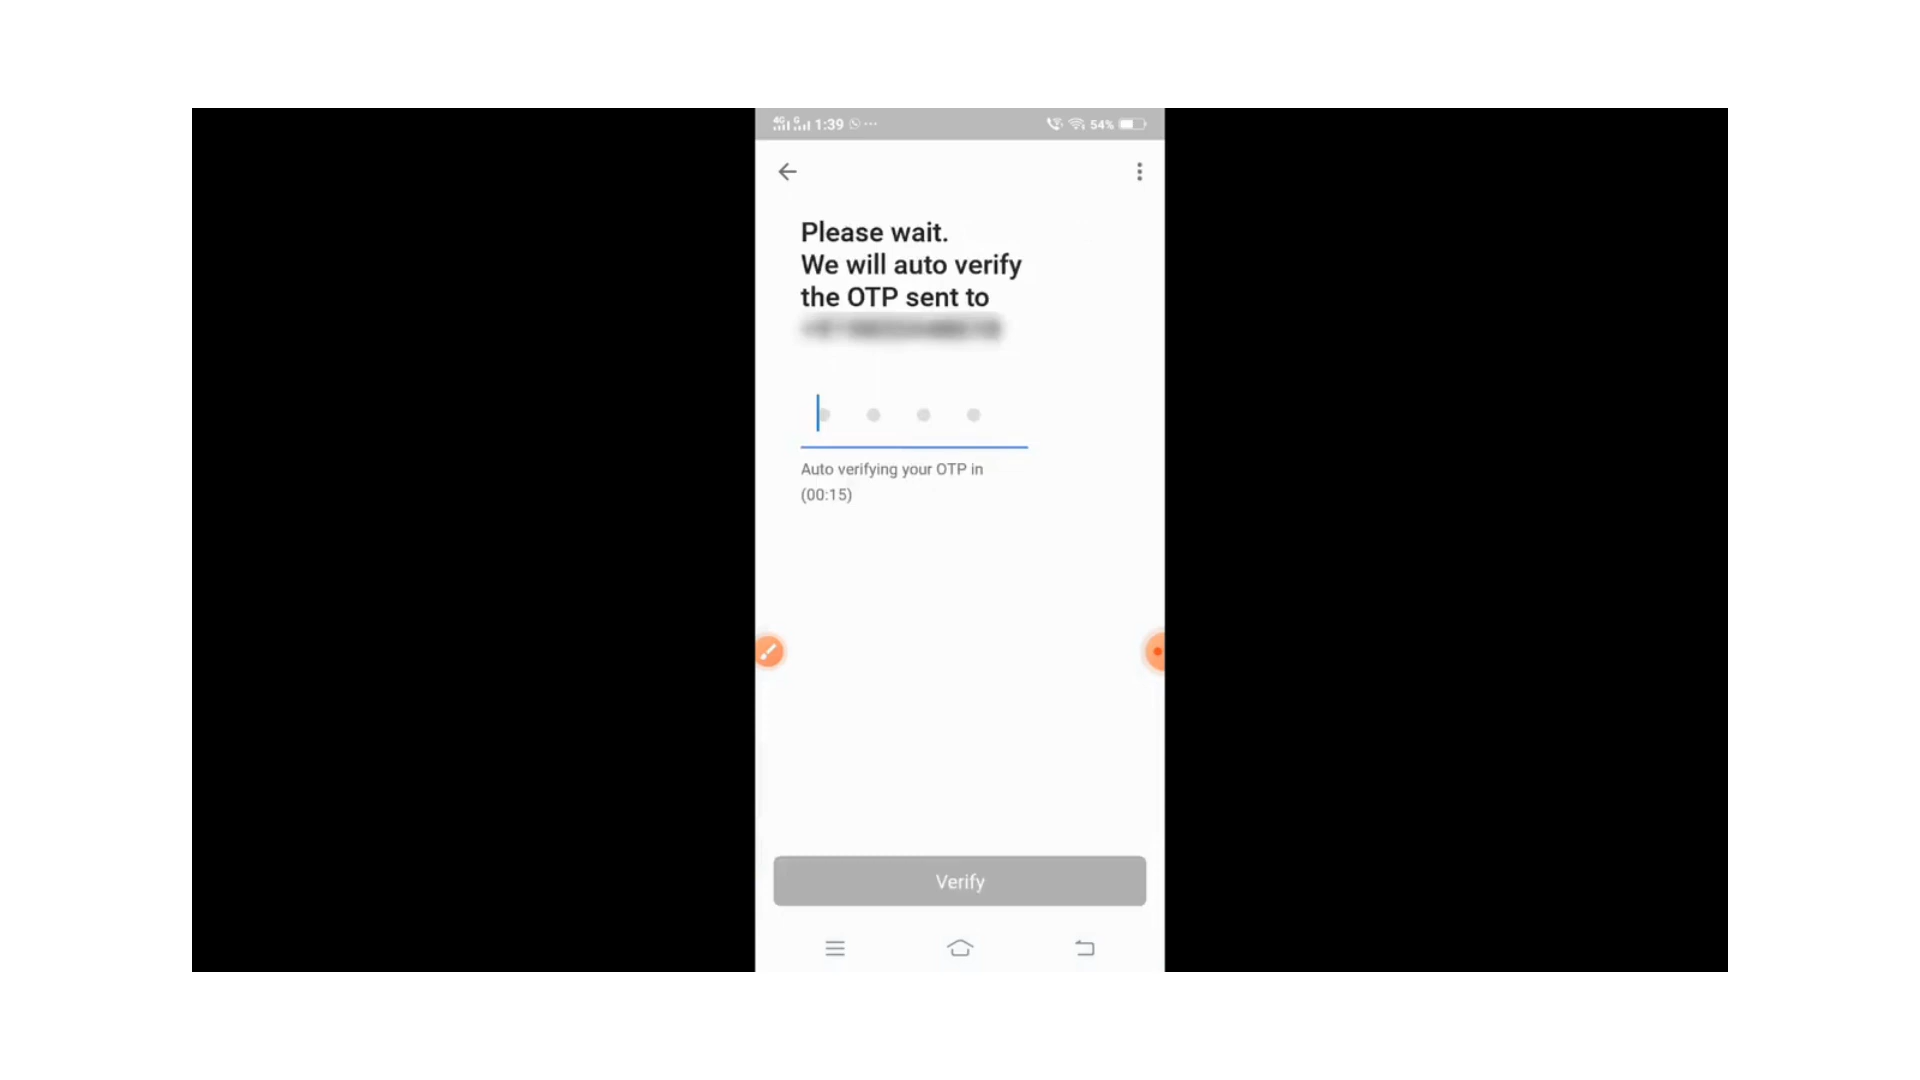 4G G 1:39 ... 54%
Please wait.
We will auto verify
the OTP sent to
Auto verifying your OTP in
(00:15)
Verify